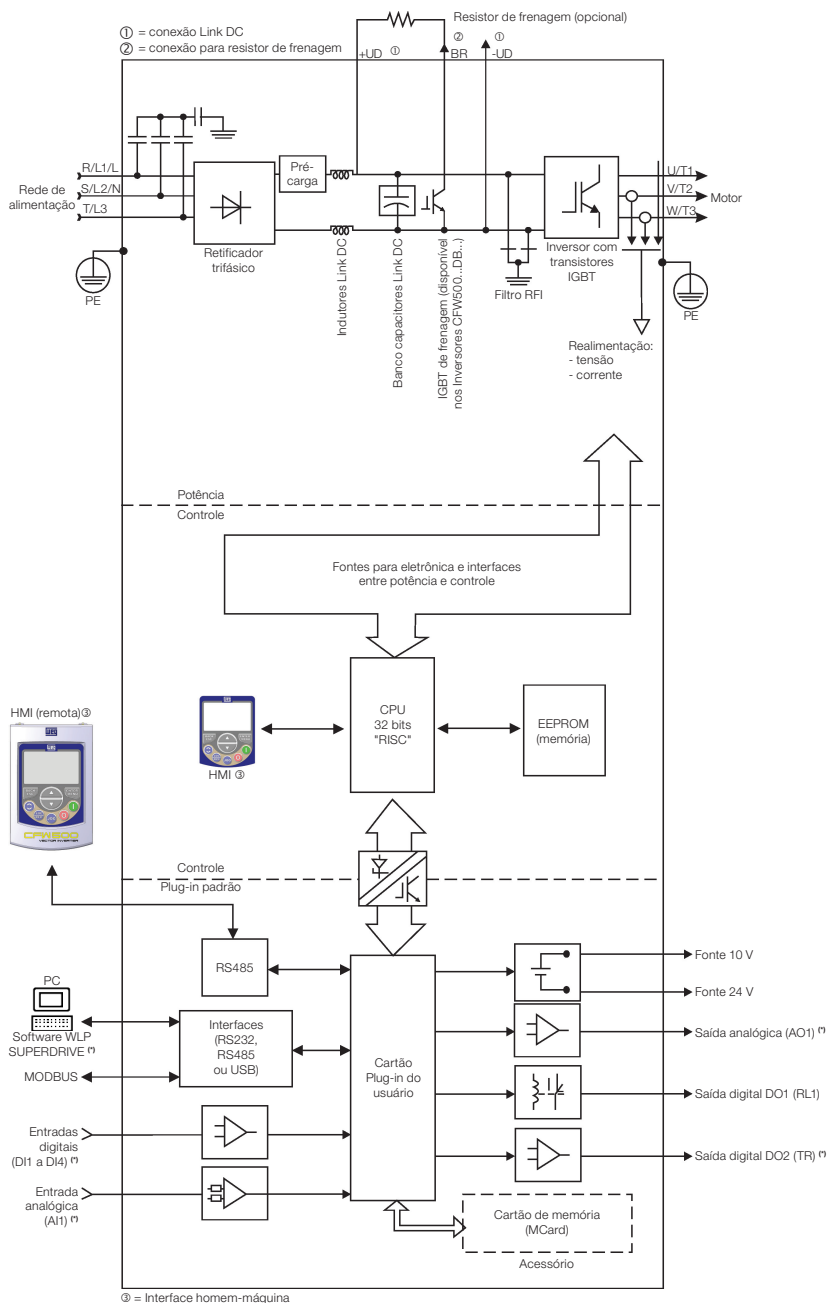 ① = conexão Link DC
② = conexão para resistor de frenagem
Resistor de frenagem (opcional)
+UD ①
②
BR
①
-UD
Pré-
carga
R/L1/L
S/L2/N
T/L3
Rede de
alimentação
U/T1
V/T2
W/T3
Motor
Retificador
trifásico
Indutores Link DC
Banco capacitores Link DC
IGBT de frenagem (disponível
nos Inversores CFW500...DB...)
Filtro RFI
Inversor com
transistores
IGBT
PE
PE
Realimentação:
- tensão
- corrente
Potência
Controle
Fontes para eletrônica e interfaces
entre potência e controle
CPU
32 bits
"RISC"
EEPROM
(memória)
HMI ③
HMI (remota)③
CFW500
VECTOR INVERTER
Controle
Plug-in padrão
RS485
PC
Software WLP
SUPERDRIVE (*)
MODBUS
Interfaces
(RS232,
RS485
ou USB)
Cartão
Plug-in do
usuário
Entradas
digitais
(DI1 a DI4) (*)
Entrada
analógica
(AI1) (*)
Fonte 10 V
Fonte 24 V
Saída analógica (AO1) (*)
Saída digital DO1 (RL1)
Saída digital DO2 (TR) (*)
Cartão de memória
(MCard)
Acessório
③ = Interface homem-máquina